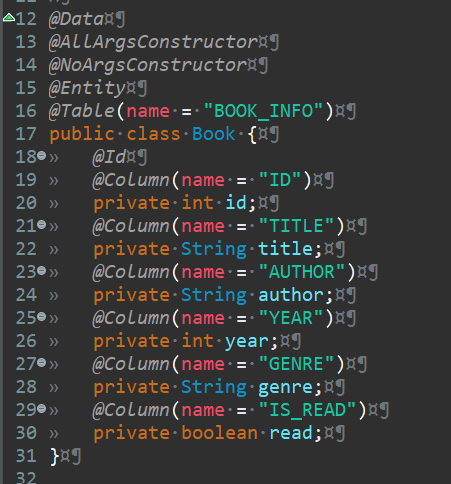 12 @Data¤¶
13 @AllArgsConstructor¤¶
14 @NoArgsConstructor¤¶
15 @Entity¤¶
16 @Table(name·=·"BOOK_INFO")¤¶
17 public·class·Book·{¤¶
18 » @Id¤¶
19 » @Column(name·=·"ID")¤¶
20 » private·int·id;¤¶
21 » @Column(name·=·"TITLE")¤¶
22 » private·String·title;¤¶
23 » @Column(name·=·"AUTHOR")¤¶
24 » private·String·author;¤¶
25 » @Column(name·=·"YEAR")¤¶
26 » private·int·year;¤¶
27 » @Column(name·=·"GENRE")¤¶
28 » private·String·genre;¤¶
29 » @Column(name·=·"IS_READ")¤¶
30 » private·boolean·read;¤¶
31 }¤¶
32